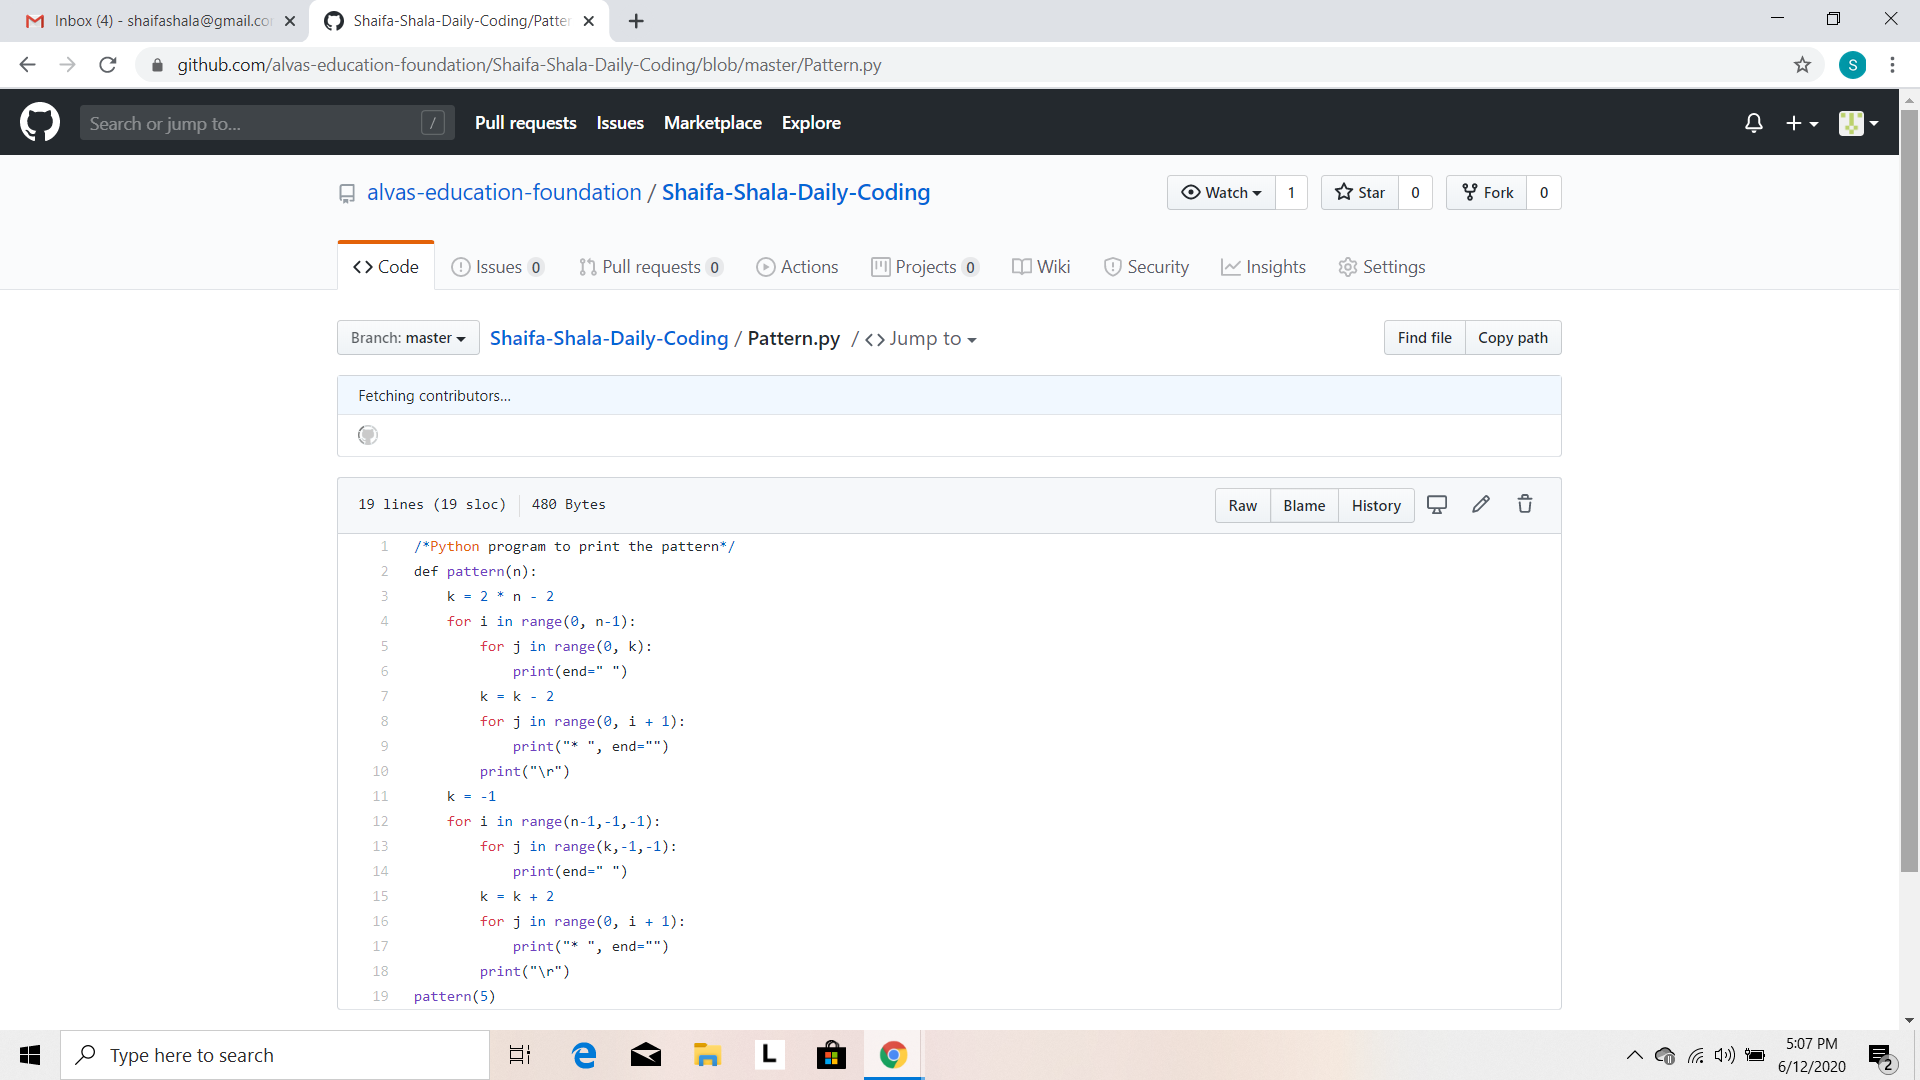 Inbox (4) - shaifashala@gmail.co
Shaifa-Shala-Daily-Coding/Patte
github.com/alvas-education-foundation/Shaifa-Shala-Daily-Coding/blob/master/Pattern.py
S
Search or jump to...
/
Pull requests
Issues
Marketplace
Explore
alvas-education-foundation / Shaifa-Shala-Daily-Coding
Watch 1
Star 0
Fork 0
Code
Issues 0
Pull requests 0
Actions
Projects 0
Wiki
Security
Insights
Settings
Branch: master
Shaifa-Shala-Daily-Coding / Pattern.py / <> Jump to
Find file
Copy path
Fetching contributors...
19 lines (19 sloc) 480 Bytes
Raw
Blame
History
1 /*Python program to print the pattern*/
2 def pattern(n):
3     k = 2 * n - 2
4     for i in range(0, n-1):
5         for j in range(0, k):
6             print(end=" ")
7         k = k - 2
8         for j in range(0, i + 1):
9             print("* ", end="")
10         print("\r")
11     k = -1
12     for i in range(n-1,-1,-1):
13         for j in range(k,-1,-1):
14             print(end=" ")
15         k = k + 2
16         for j in range(0, i + 1):
17             print("* ", end="")
18         print("\r")
19 pattern(5)
Type here to search
L
5:07 PM
6/12/2020
2